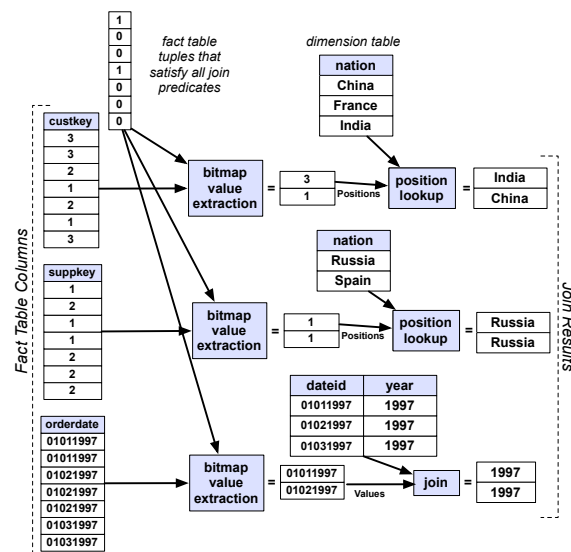 1
0
0
1
0
0
0
fact table
tuples that
satisfy all join
predicates
dimension table
nation
China
France
India
Fact Table Columns
custkey
3
3
2
1
2
1
3
bitmap
value
extraction
=
3
1
Positions
position
lookup
=
India
China
Join Results
suppkey
1
2
1
1
2
2
2
nation
Russia
Spain
bitmap
value
extraction
=
1
1
Positions
position
lookup
=
Russia
Russia
orderdate
01011997
01011997
01021997
01021997
01021997
01031997
01031997
dateid year
01011997 1997
01021997 1997
01031997 1997
bitmap
value
extraction
=
01011997
01021997
Values
join
=
1997
1997